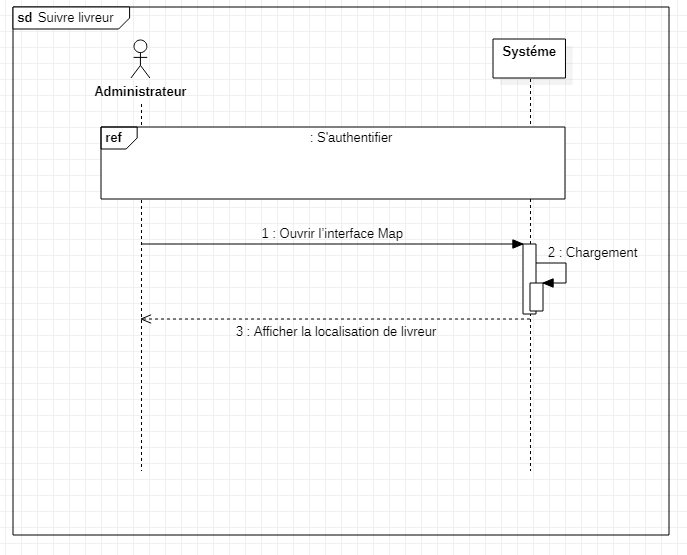 sd Suivre livreur
Systéme
Administrateur
ref
: S'authentifier
1 : Ouvrir l'interface Map
2 : Chargement
3 : Afficher la localisation de livreur